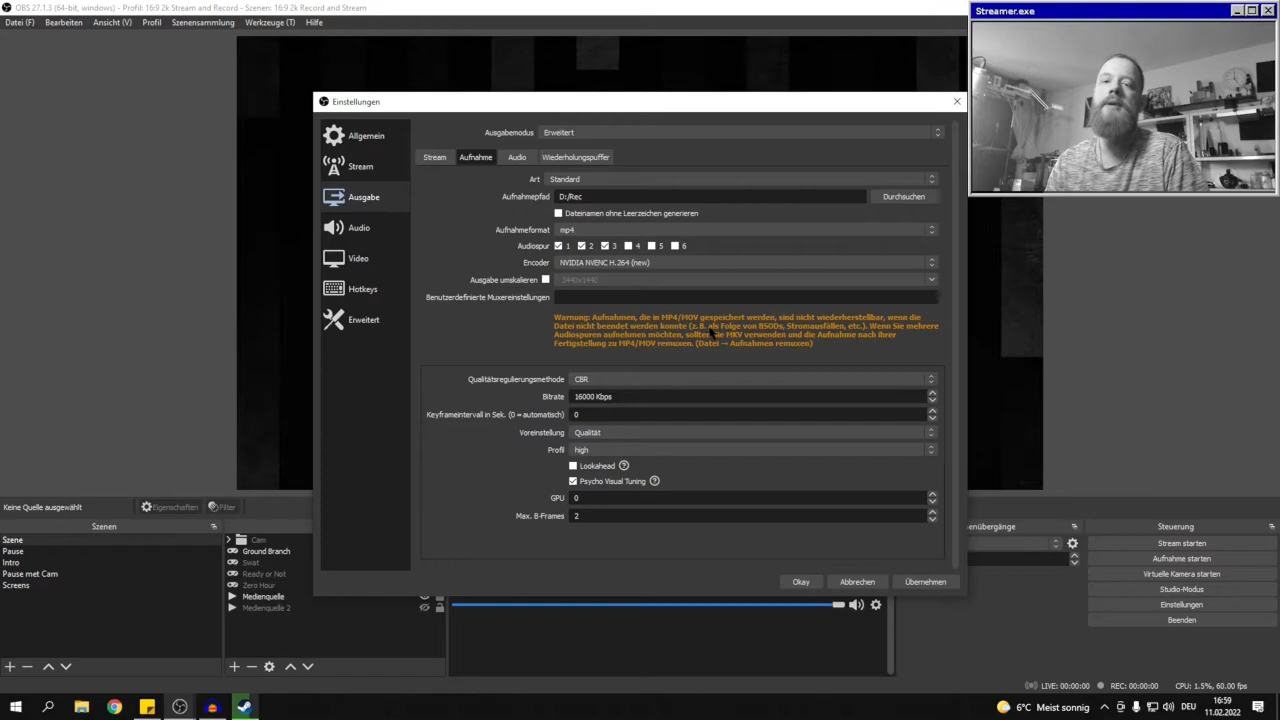 OBS 27.1.3 (64-bit, windows) - Profil: 16:9 2k Stream and Record - Szenen: 16:9 2k Record and Stream
Streamer.exe
Datei (F)
Bearbeiten
Ansicht (V)
Profil
Szenensammlung
Werkzeuge (T)
Hilfe
Einstellungen
Allgemein
Stream
Ausgabe
Audio
Video
Hotkeys
Erweitert
Ausgabemodus Erweitert
Stream
Aufnahme
Audio
Wiederholungspuffer
Art Standard
Aufnahmepfad D:/Rec Durchsuchen
Dateinamen ohne Leerzeichen generieren
Aufnahmeformat mp4
Audiospur 1 2 3 4 5 6
Encoder NVIDIA NVENC H.264 (new)
Ausgabe umskalieren 3440x1440
Benutzerdefinierte Muxereinstellungen
Warnung: Aufnahmen, die in MP4/MOV gespeichert werden, sind nicht wiederherstellbar, wenn die
Datei nicht beendet werden konnte (z. B. als Folge von BSODs, Stromausfällen, etc.). Wenn Sie mehrere
Audiospuren aufnehmen möchten, sollten Sie MKV verwenden und die Aufnahme nach ihrer
Fertigstellung zu MP4/MOV remuxen. (Datei → Aufnahmen remuxen)
Qualitätsregulierungsmethode CBR
Bitrate 16000 Kbps
Keyframeintervall in Sek. (0 = automatisch) 0
Voreinstellung Qualität
Profil high
Lookahead ?
Psycho Visual Tuning ?
GPU 0
Max. B-Frames 2
Okay
Abbrechen
Übernehmen
Keine Quelle ausgewählt
Eigenschaften
Filter
Szenen
Szene
Pause
Intro
Pause met Cam
Screens
Cam
Ground Branch
Swat
Ready or Not
Zero Hour
Medienquelle
Medienquelle 2
Steuerung
Stream starten
Aufnahme starten
Virtuelle Kamera starten
Studio-Modus
Einstellungen
Beenden
LIVE: 00:00:00
REC: 00:00:00
CPU: 1.5%, 60.00 fps
6°C Meist sonnig
DEU
16:59
11.02.2022